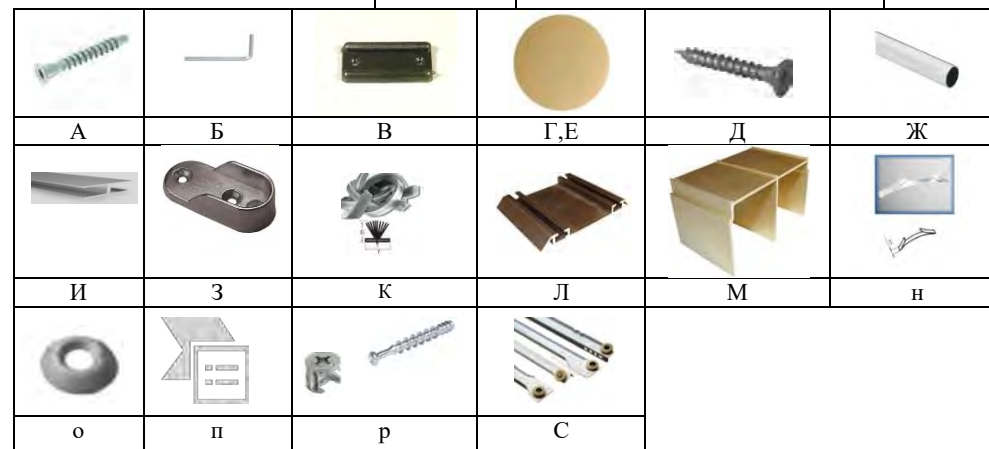 А Б В Г,Е Д Ж
И З К Л М н
о п р С